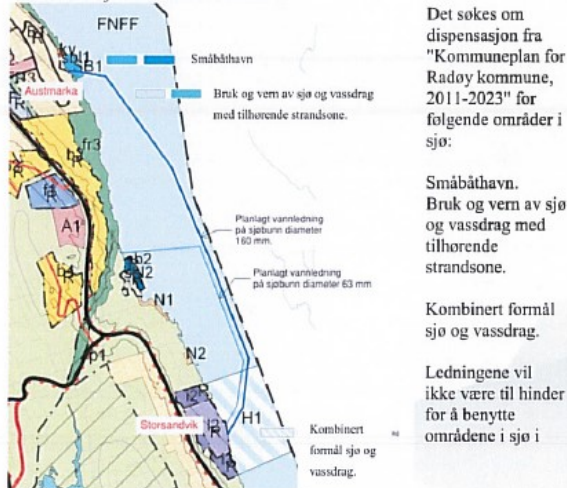 FNFF
Småbåthavn
SB1
Austmarka
Bruk og vern av sjø og vassdrag
med tilhørende strandsone.
fr3
A1
Planlagt vannledning
på sjøbunn diameter
160 mm.
Planlagt vannledning
på sjøbunn diameter 63 mm
N1
N2
p1
H1
Storsandvik
Kombinert
formål sjø og
vassdrag.
Det søkes om
dispensasjon fra
"Kommuneplan for
Radøy kommune,
2011-2023" for
følgende områder i
sjø:
Småbåthavn.
Bruk og vern av sjø
og vassdrag med
tilhørende
strandsone.
Kombinert formål
sjø og vassdrag.
Ledningene vil
ikke være til hinder
for å benytte
områdene i sjø i